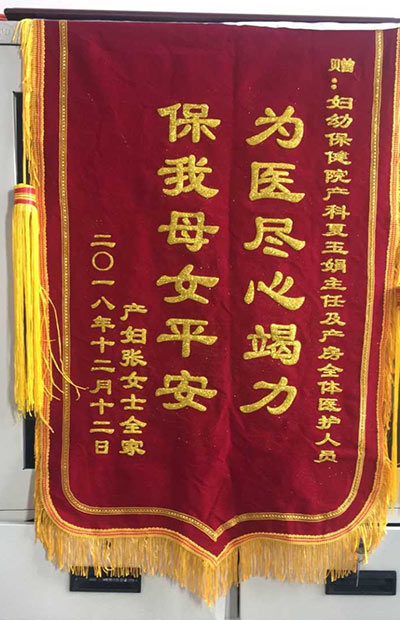 赠：妇幼保健院产科夏玉娟主任及产房全体医护人员
为医尽心竭力
保我母女平安
产妇张女士全家
二〇一八年十二月十二日